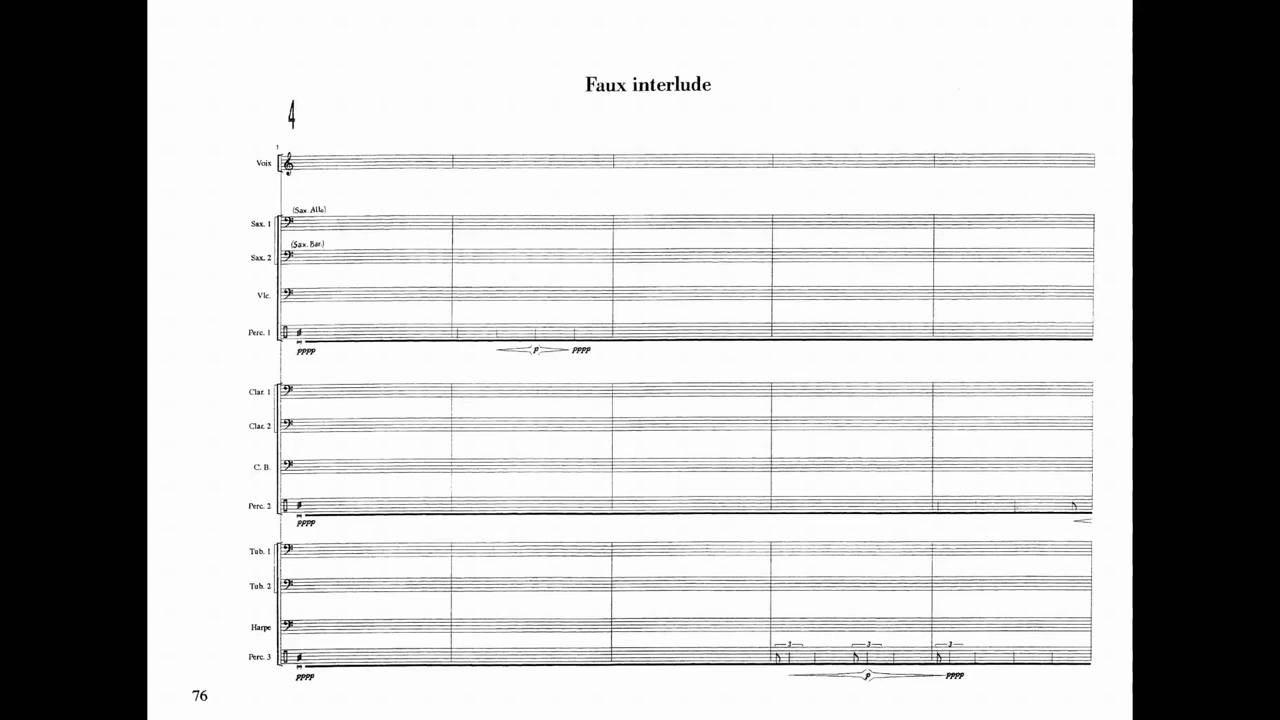 Faux interlude
4
1
Voix
(Sax. Alto)
Sax. 1
(Sax. Bar.)
Sax. 2
Vlc.
Perc. 1
pppp p pppp
Clar. 1
Clar. 2
C. B.
Perc. 2
pppp
Tub. 1
Tub. 2
Harpe
3 3 3
Perc. 3
pppp p pppp
76